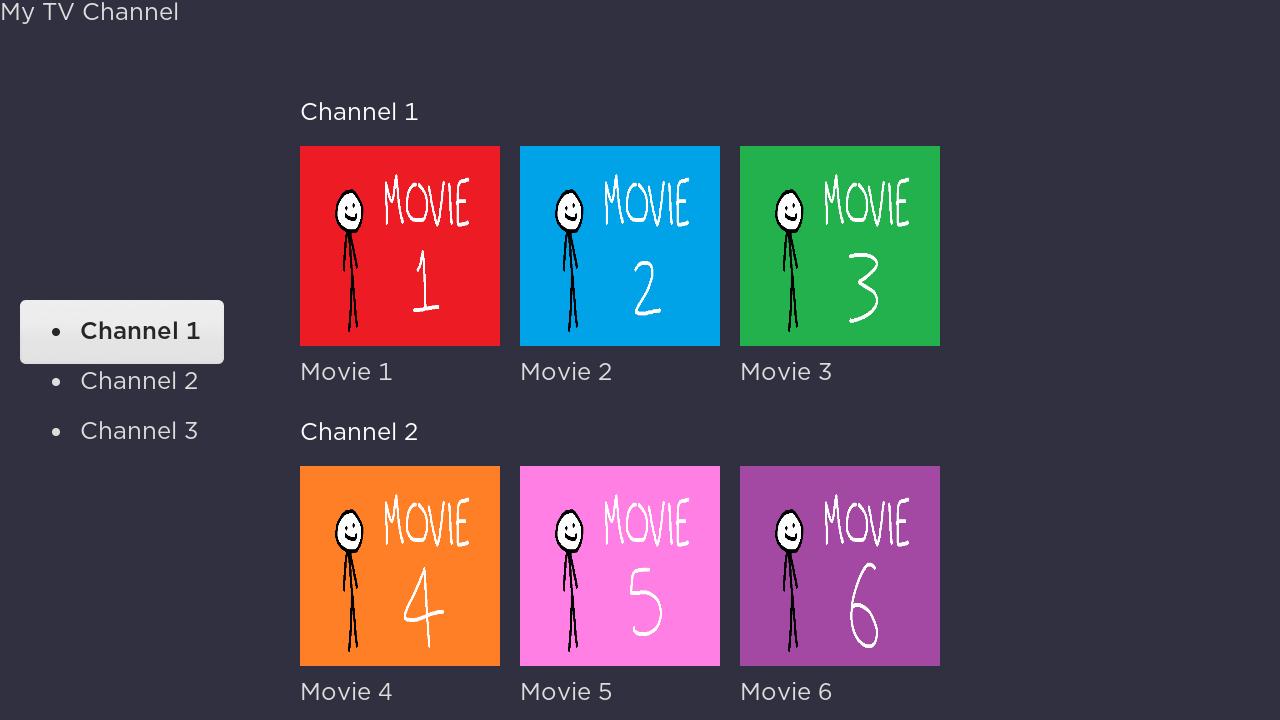 My TV Channel
• Channel 1
• Channel 2
• Channel 3
Channel 1
MOVIE 1
MOVIE 2
MOVIE 3
Movie 1
Movie 2
Movie 3
Channel 2
MOVIE 4
MOVIE 5
MOVIE 6
Movie 4
Movie 5
Movie 6